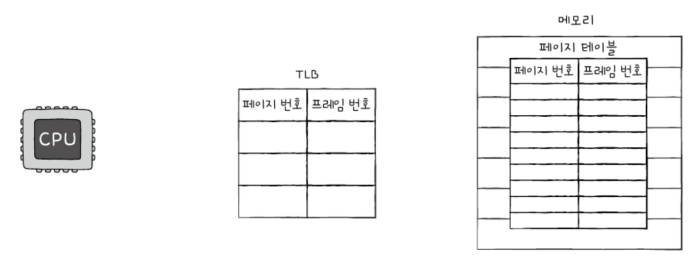 메모리
페이지 테이블
페이지 번호 프레임 번호
TLB
페이지 번호 프레임 번호
CPU